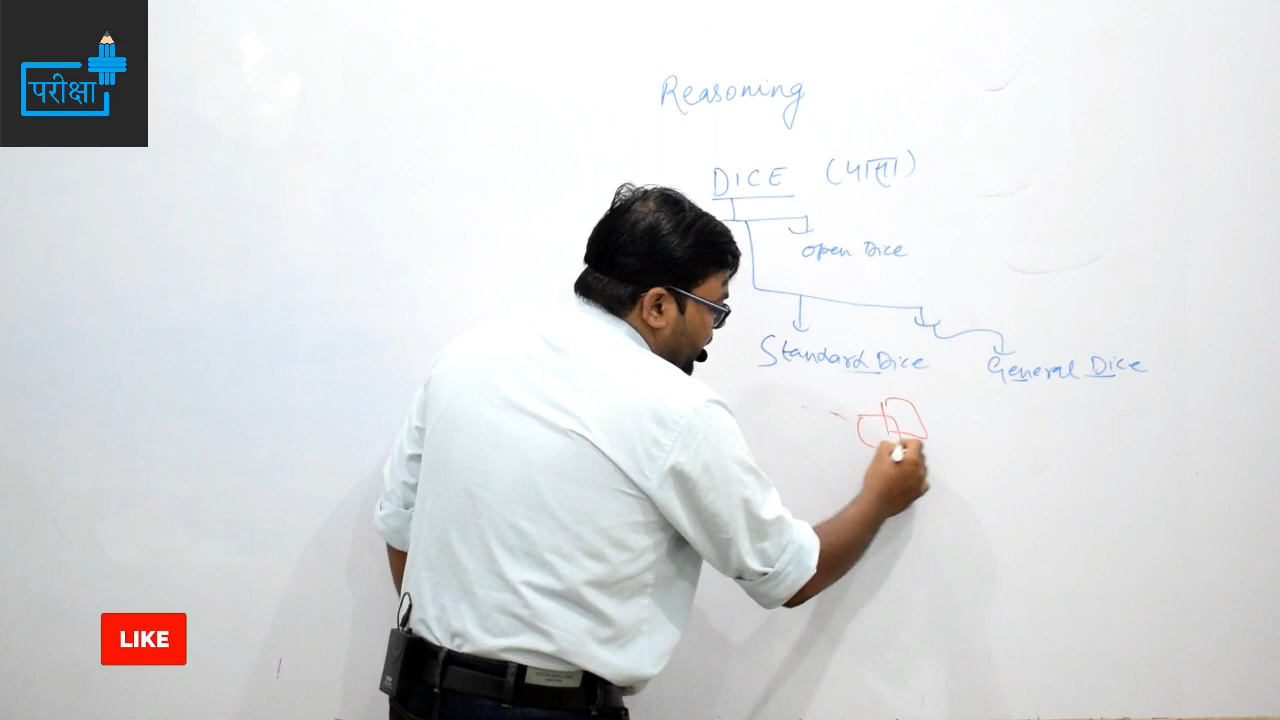 परीक्षा
Reasoning
DICE (पासा)
open Dice
Standard Dice
General Dice
LIKE